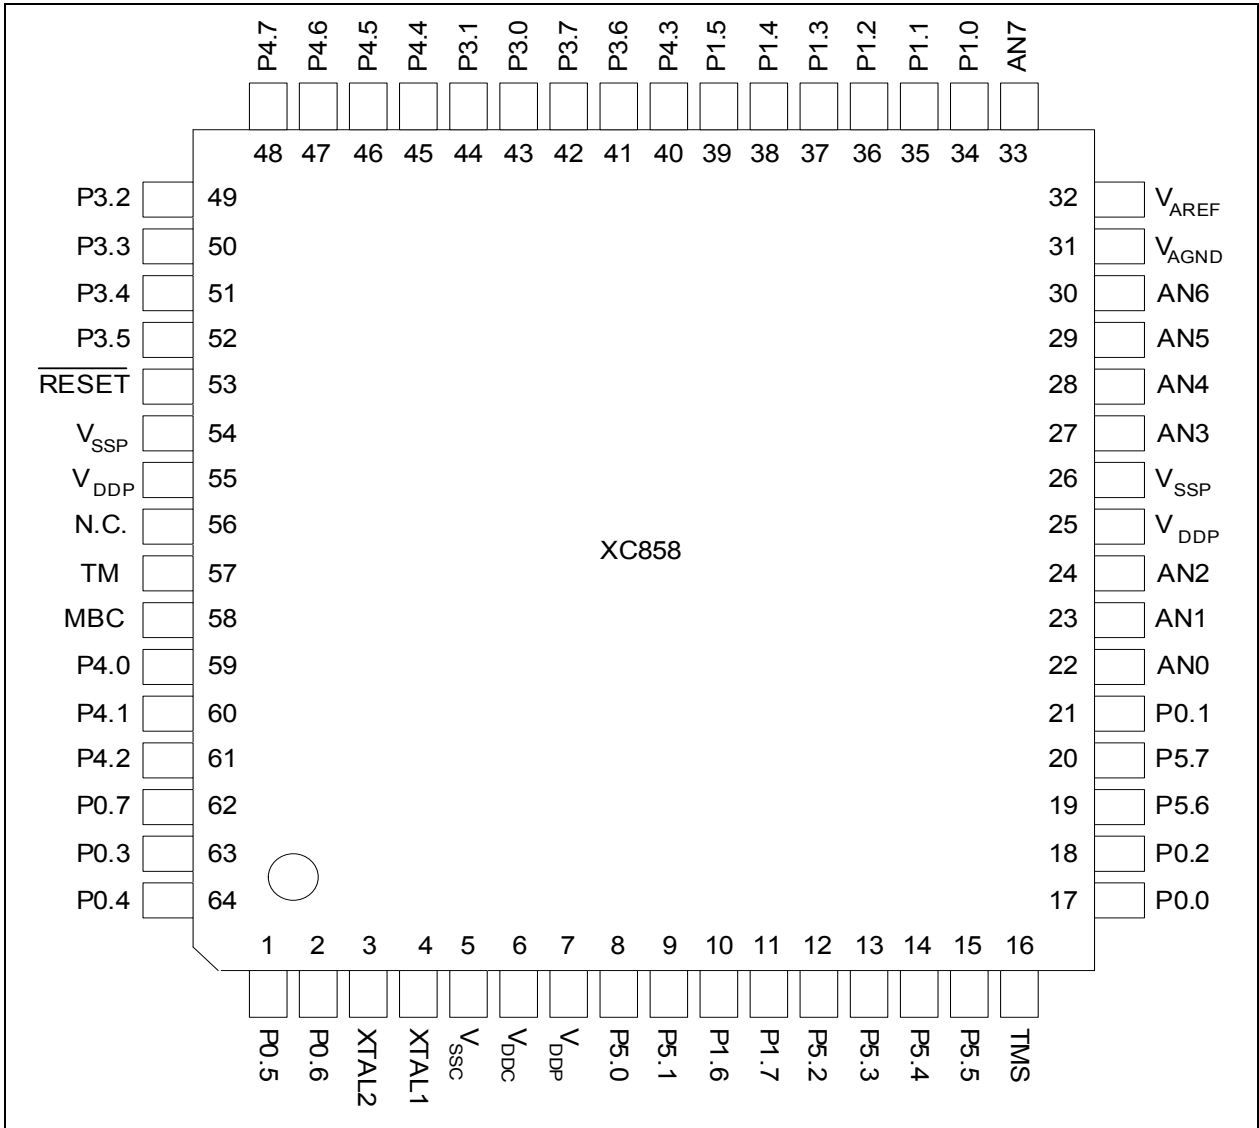 P4.7 P4.6 P4.5 P4.4 P3.1 P3.0 P3.7 P3.6 P4.3 P1.5 P1.4 P1.3 P1.2 P1.1 P1.0 AN7
48 47 46 45 44 43 42 41 40 39 38 37 36 35 34 33
P3.2 49 32 VAREF
P3.3 50 31 VAGND
P3.4 51 30 AN6
P3.5 52 29 AN5
RESET 53 28 AN4
VSSP 54 27 AN3
VDDP 55 26 VSSP
N.C. 56 25 VDDP
XC858
TM 57 24 AN2
MBC 58 23 AN1
P4.0 59 22 AN0
P4.1 60 21 P0.1
P4.2 61 20 P5.7
P0.7 62 19 P5.6
P0.3 63 18 P0.2
P0.4 64 17 P0.0
1 2 3 4 5 6 7 8 9 10 11 12 13 14 15 16
P0.5 P0.6 XTAL2 XTAL1 VSSC VDDC VDDP P5.0 P5.1 P1.6 P1.7 P5.2 P5.3 P5.4 P5.5 TMS